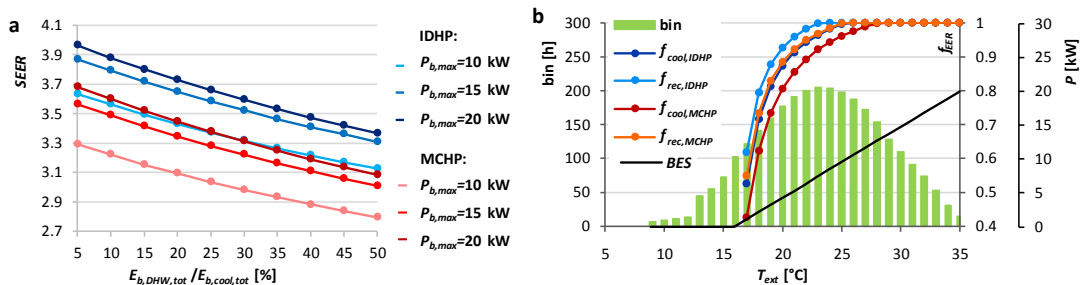 a
SEER
4.1
3.9
3.7
3.5
3.3
3.1
2.9
2.7
5 10 15 20 25 30 35 40 45 50
E_b,DHW,tot /E_b,cool,tot [%]
IDHP:
P_b,max=10 kW
P_b,max=15 kW
P_b,max=20 kW
MCHP:
P_b,max=10 kW
P_b,max=15 kW
P_b,max=20 kW
b
bin [h]
300
250
200
150
100
50
0
bin
f_cool,IDHP
f_rec,IDHP
f_cool,MCHP
f_rec,MCHP
BES
5 10 15 20 25 30 35
T_ext [°C]
f_EER
1
0.9
0.8
0.7
0.6
0.5
0.4
P [kW]
30
25
20
15
10
5
0